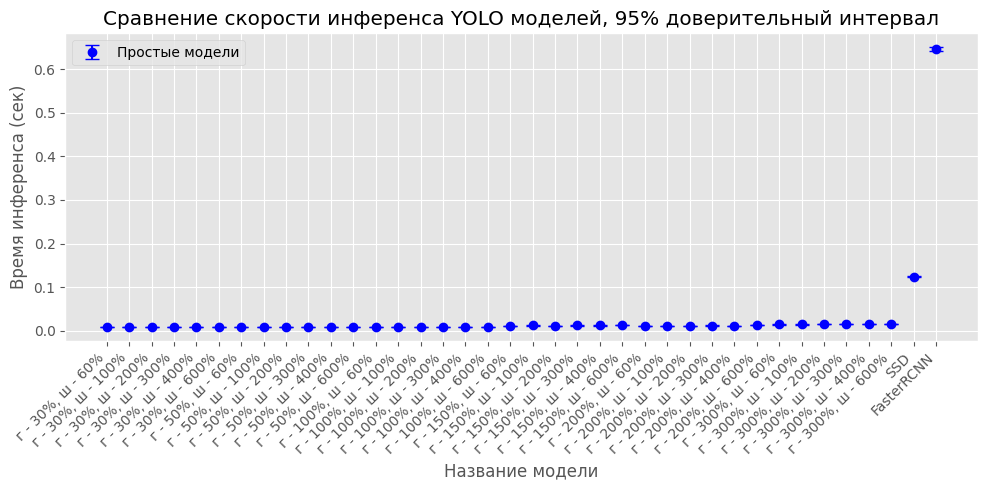 Сравнение скорости инференса YOLO моделей, 95% доверительный интервал
Простые модели
Время инференса (сек)
0.6
0.5
0.4
0.3
0.2
0.1
0.0
г - 30%, ш - 60%
г - 30%, ш - 100%
г - 30%, ш - 200%
г - 30%, ш - 300%
г - 30%, ш - 400%
г - 30%, ш - 600%
г - 50%, ш - 60%
г - 50%, ш - 100%
г - 50%, ш - 200%
г - 50%, ш - 300%
г - 50%, ш - 400%
г - 50%, ш - 600%
г - 100%, ш - 60%
г - 100%, ш - 100%
г - 100%, ш - 200%
г - 100%, ш - 300%
г - 100%, ш - 400%
г - 100%, ш - 600%
г - 150%, ш - 60%
г - 150%, ш - 100%
г - 150%, ш - 200%
г - 150%, ш - 300%
г - 150%, ш - 400%
г - 150%, ш - 600%
г - 200%, ш - 60%
г - 200%, ш - 100%
г - 200%, ш - 200%
г - 200%, ш - 300%
г - 200%, ш - 400%
г - 200%, ш - 600%
г - 300%, ш - 60%
г - 300%, ш - 100%
г - 300%, ш - 200%
г - 300%, ш - 300%
г - 300%, ш - 400%
г - 300%, ш - 600%
SSD
FasterRCNN
Название модели